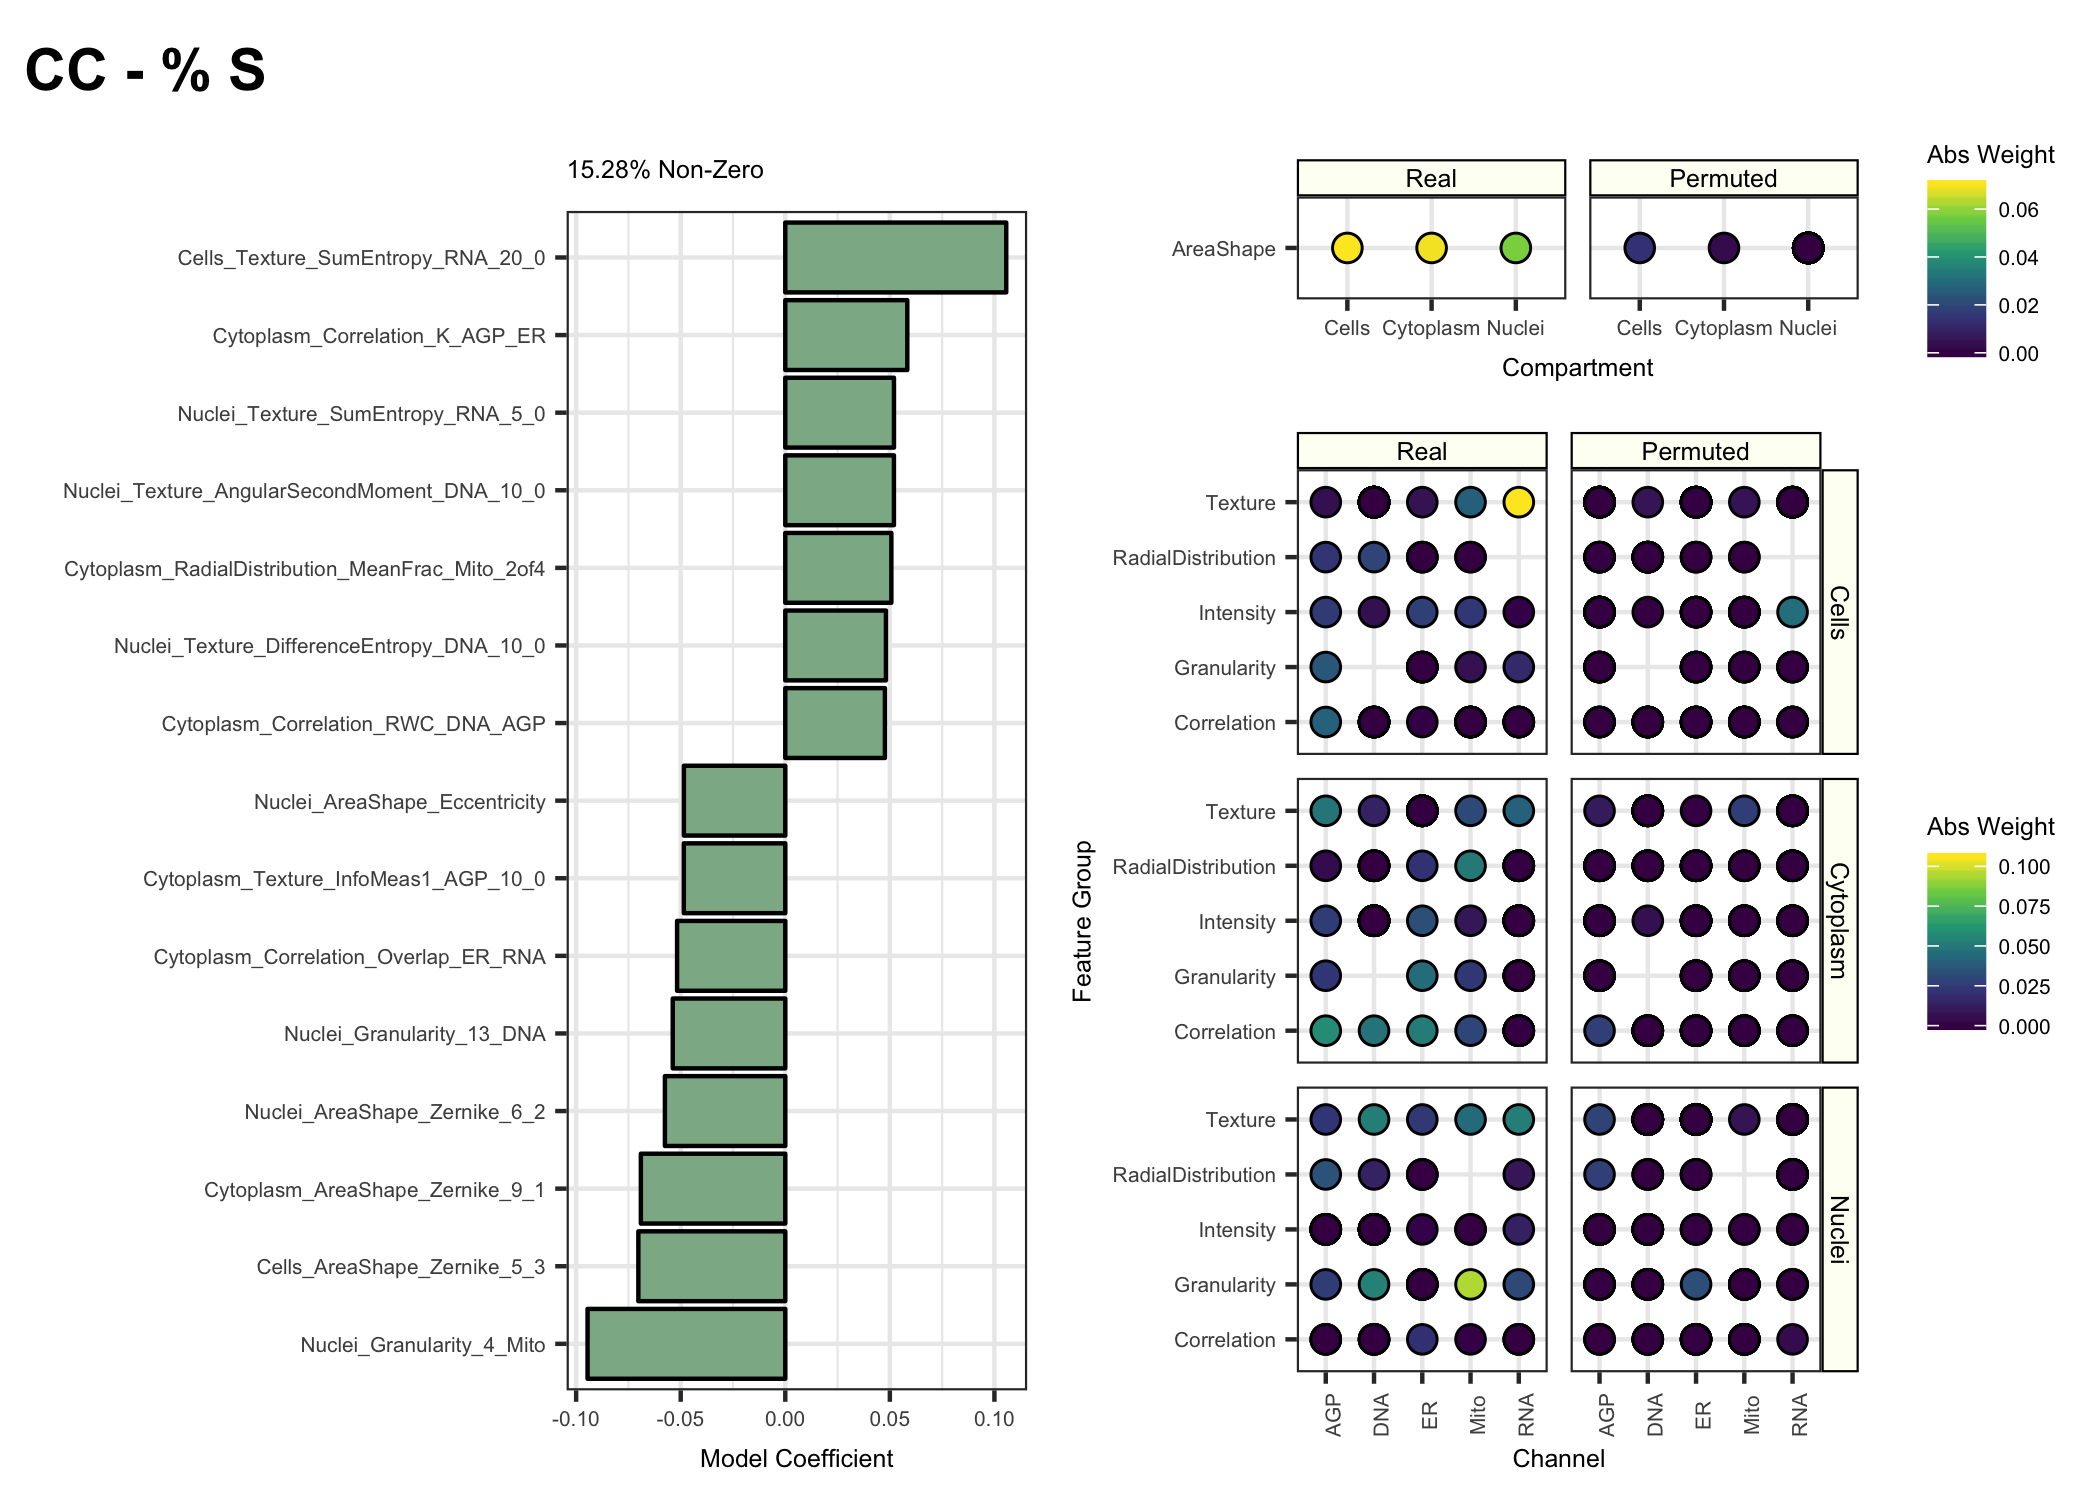 CC - % S
15.28% Non-Zero
Cells_Texture_SumEntropy_RNA_20_0
Cytoplasm_Correlation_K_AGP_ER
Nuclei_Texture_SumEntropy_RNA_5_0
Nuclei_Texture_AngularSecondMoment_DNA_10_0
Cytoplasm_RadialDistribution_MeanFrac_Mito_2of4
Nuclei_Texture_DifferenceEntropy_DNA_10_0
Cytoplasm_Correlation_RWC_DNA_AGP
Nuclei_AreaShape_Eccentricity
Cytoplasm_Texture_InfoMeas1_AGP_10_0
Cytoplasm_Correlation_Overlap_ER_RNA
Nuclei_Granularity_13_DNA
Nuclei_AreaShape_Zernike_6_2
Cytoplasm_AreaShape_Zernike_9_1
Cells_AreaShape_Zernike_5_3
Nuclei_Granularity_4_Mito
-0.10 -0.05 0.00 0.05 0.10
Model Coefficient
Real Permuted
AreaShape
Cells Cytoplasm Nuclei Cells Cytoplasm Nuclei
Compartment
Abs Weight
0.06
0.04
0.02
0.00
Real Permuted
Feature Group
Texture
RadialDistribution
Intensity
Granularity
Correlation
Cells
Texture
RadialDistribution
Intensity
Granularity
Correlation
Cytoplasm
Texture
RadialDistribution
Intensity
Granularity
Correlation
Nuclei
AGP DNA ER Mito RNA AGP DNA ER Mito RNA
Channel
Abs Weight
0.100
0.075
0.050
0.025
0.000